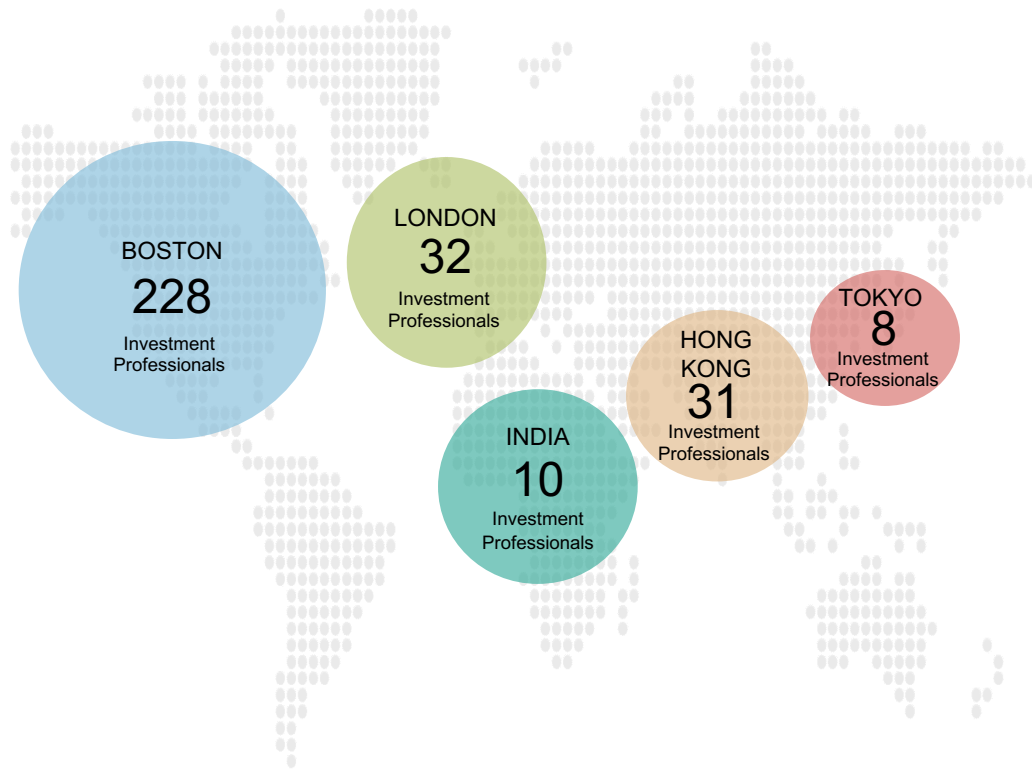 BOSTON
228
Investment
Professionals
LONDON
32
Investment
Professionals
INDIA
10
Investment
Professionals
HONG
KONG
31
Investment
Professionals
TOKYO
8
Investment
Professionals